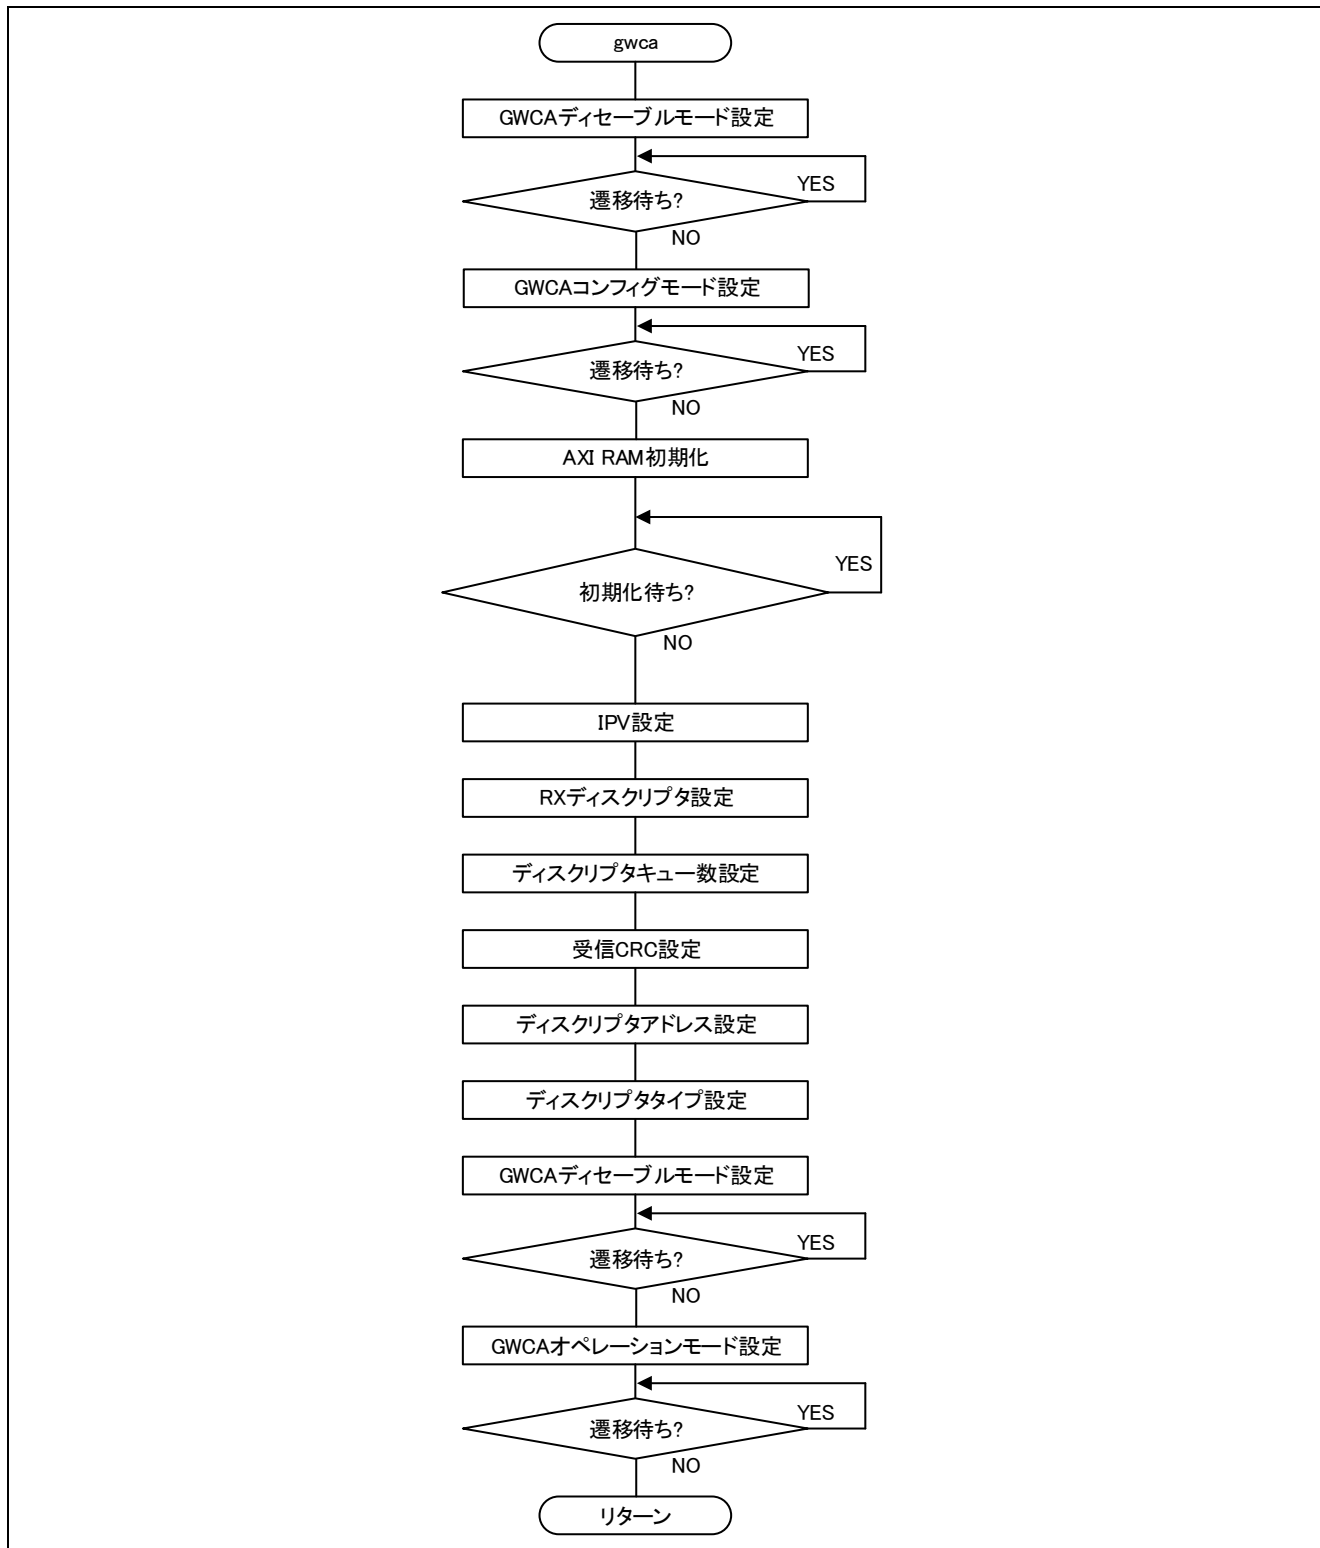 gwca
GWCAディセーブルモード設定
YES
遷移待ち?
NO
GWCAコンフィグモード設定
YES
遷移待ち?
NO
AXI RAM初期化
YES
初期化待ち?
NO
IPV設定
RXディスクリプタ設定
ディスクリプタキュー数設定
受信CRC設定
ディスクリプタアドレス設定
ディスクリプタタイプ設定
GWCAディセーブルモード設定
YES
遷移待ち?
NO
GWCAオペレーションモード設定
YES
遷移待ち?
NO
リターン